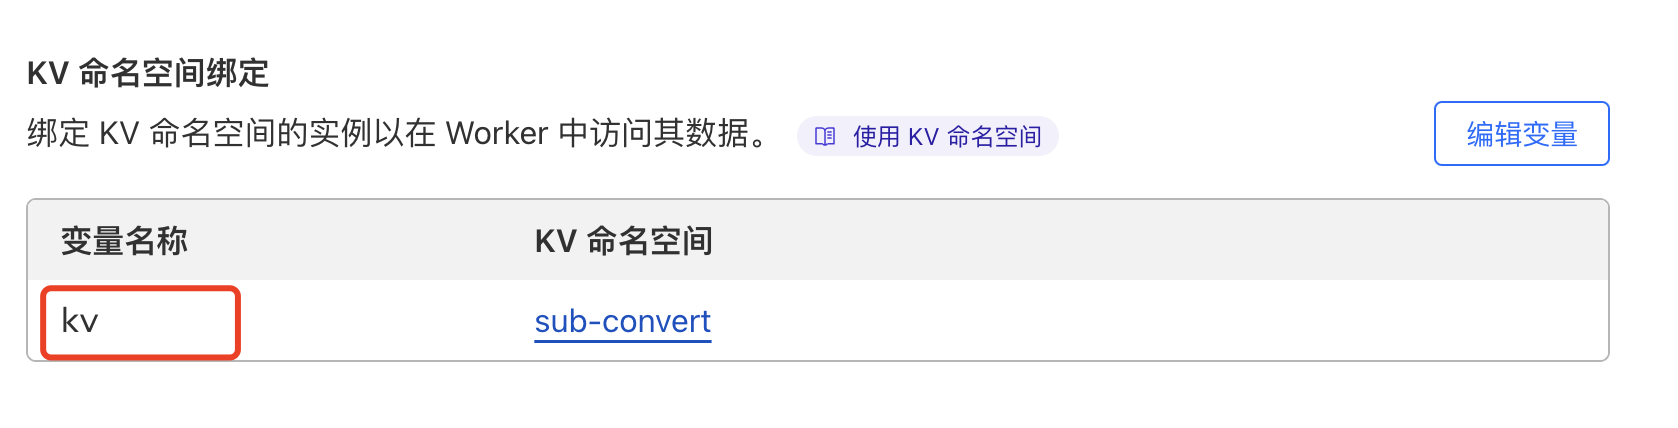 KV 命名空间绑定
绑定 KV 命名空间的实例以在 Worker 中访问其数据。 使用 KV 命名空间
编辑变量
变量名称 KV 命名空间
kv sub-convert